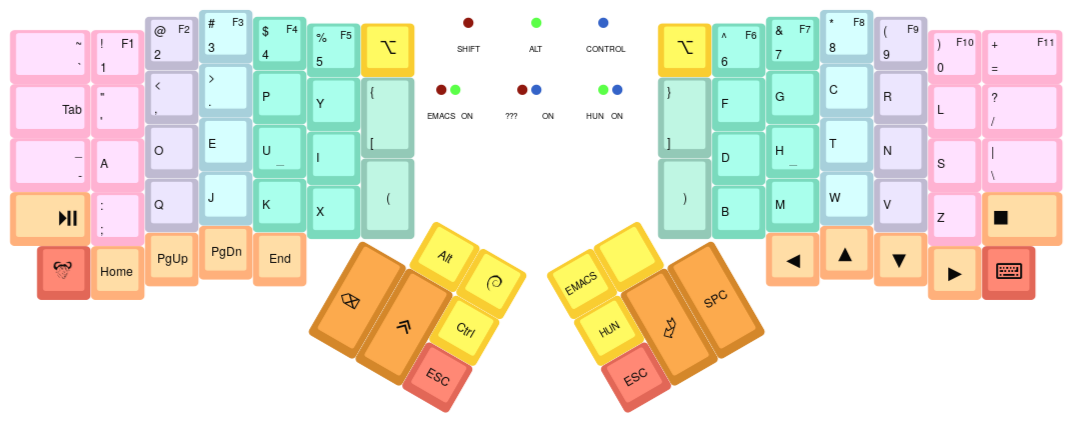 ~ `
! F1 1
@ F2 2
# F3 3
$ F4 4
% F5 5
⌥
SHIFT ALT CONTROL
⌥
^ F6 6
& F7 7
* F8 8
( F9 9
) F10 0
+ F11 =
Tab
" '
< ,
> .
P
Y
{ [
EMACS ON
??? ON
HUN ON
} ]
F
G
C
R
L
? /
_ -
A
O
E
U _
I
D
H _
T
N
S
| \
: ;
Q
J
K
X
(
)
B
M
W
V
Z
Home
PgUp
PgDn
End
Alt
Ctrl
ESC
EMACS
HUN
ESC
SPC